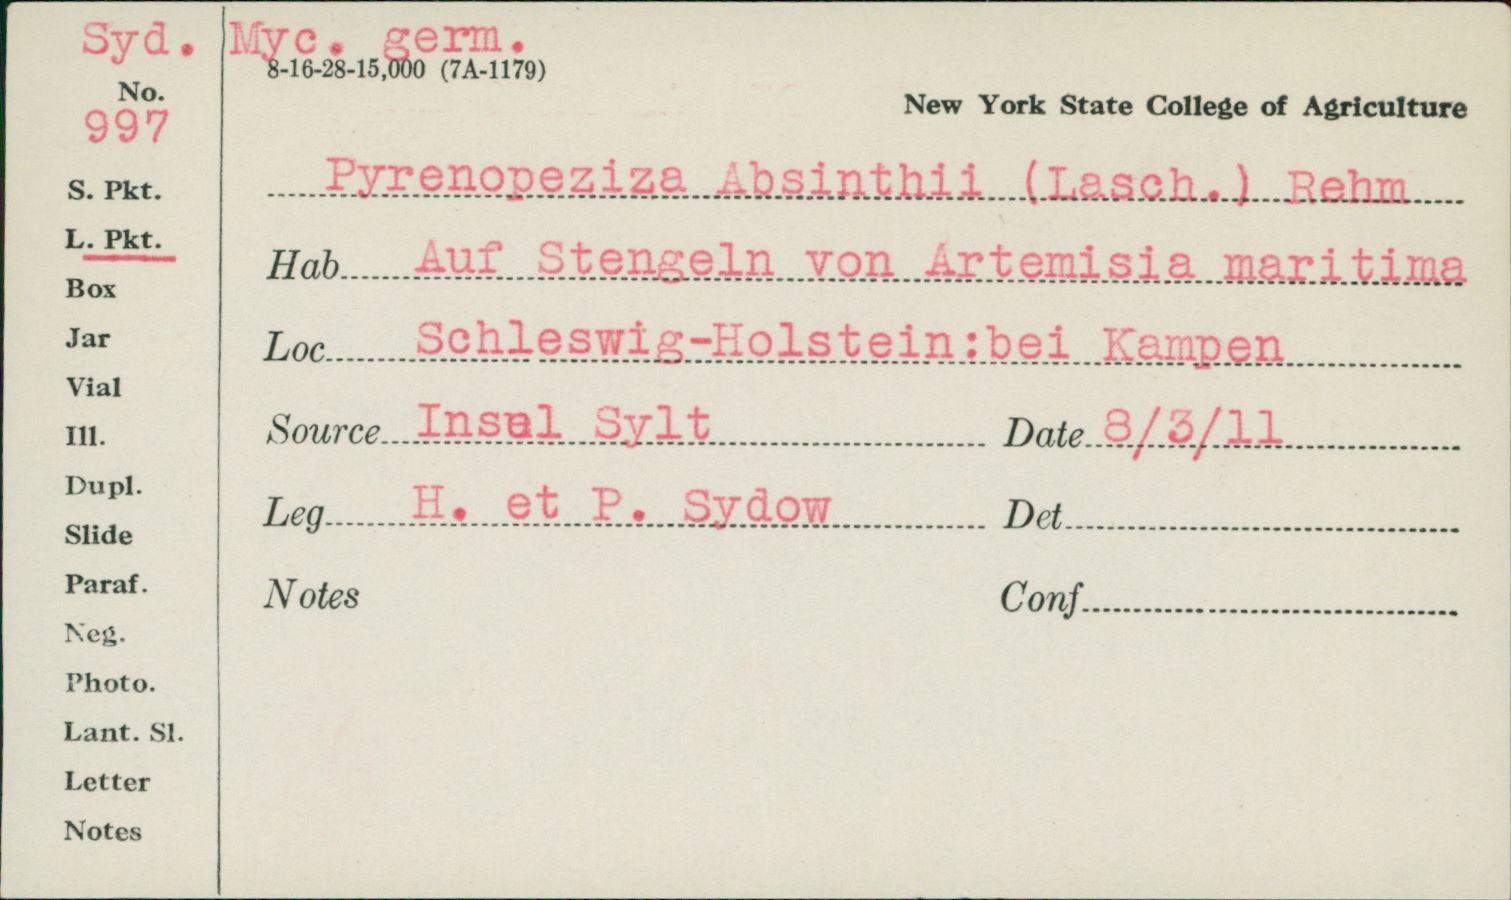 Syd. Myc. germ.
8-16-28-15,000 (7A-1179)
No.
997
New York State College of Agriculture
Pyrenopeziza Absinthii (Lasch.) Rehm
S. Pkt.
L. Pkt.
Hab Auf Stengeln von Artemisia maritima
Box
Jar
Loc Schleswig-Holstein:bei Kampen
Vial
Ill.
Source Insel Sylt Date 8/3/11
Dupl.
Leg H. et P. Sydow Det
Slide
Paraf.
Notes Conf
Neg.
Photo.
Lant. Sl.
Letter
Notes